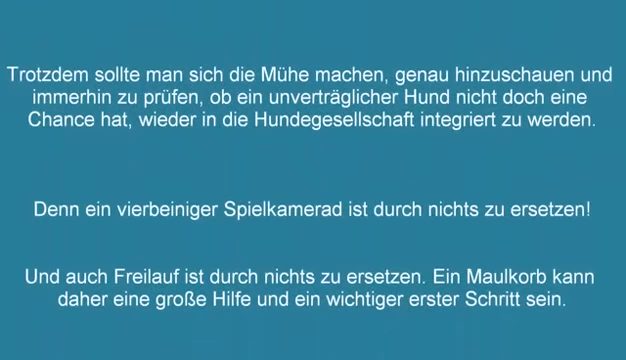 Trotzdem sollte man sich die Mühe machen, genau hinzuschauen und
immerhin zu prüfen, ob ein unverträglicher Hund nicht doch eine
Chance hat, wieder in die Hundegesellschaft integriert zu werden.
Denn ein vierbeiniger Spielkamerad ist durch nichts zu ersetzen!
Und auch Freilauf ist durch nichts zu ersetzen. Ein Maulkorb kann
daher eine große Hilfe und ein wichtiger erster Schritt sein.